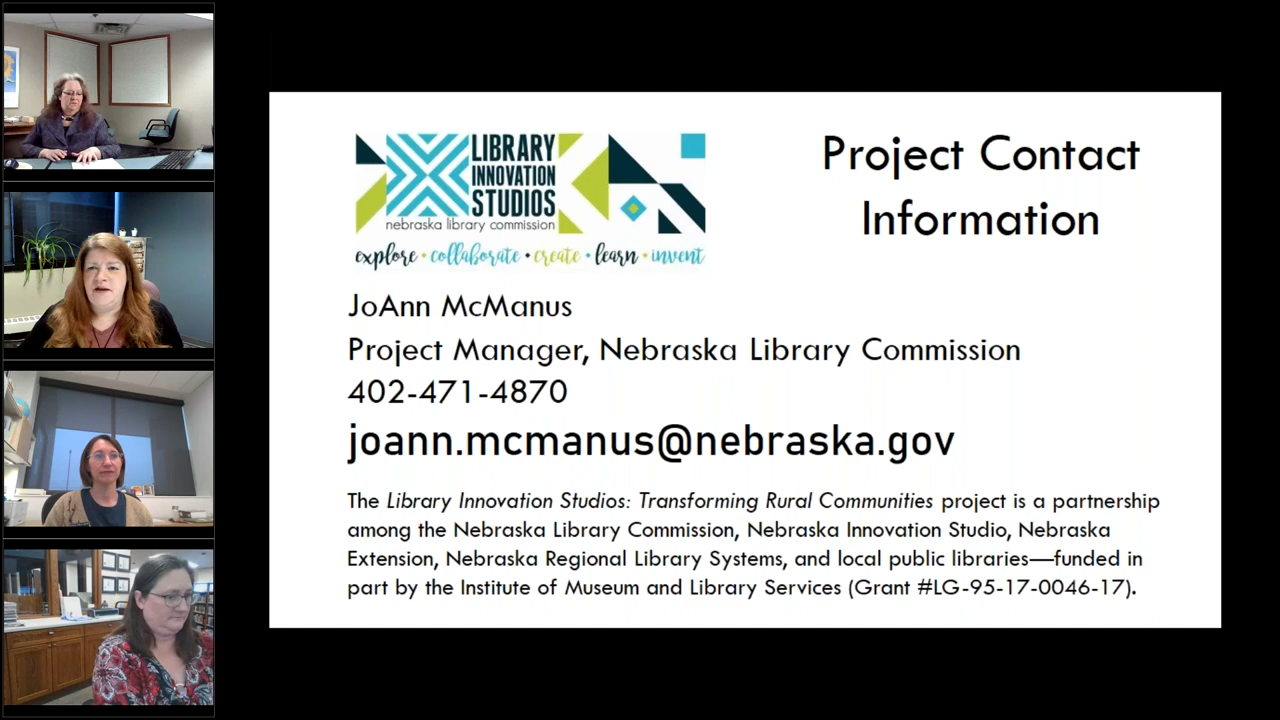 LIBRARY
INNOVATION
STUDIOS
nebraska library commission
explore • collaborate • create • learn • invent
Project Contact
Information
JoAnn McManus
Project Manager, Nebraska Library Commission
402-471-4870
joann.mcmanus@nebraska.gov
The Library Innovation Studios: Transforming Rural Communities project is a partnership
among the Nebraska Library Commission, Nebraska Innovation Studio, Nebraska
Extension, Nebraska Regional Library Systems, and local public libraries—funded in
part by the Institute of Museum and Library Services (Grant #LG-95-17-0046-17).